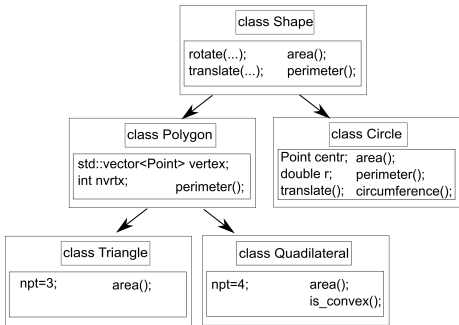 class Shape
rotate(...); area();
translate(...); perimeter();
class Polygon
std::vector<Point> vertex;
int nvrtx;
perimeter();
class Circle
Point centr; area();
double r; perimeter();
translate(); circumference();
class Triangle
npt=3; area();
class Quadilateral
npt=4; area();
is_convex();